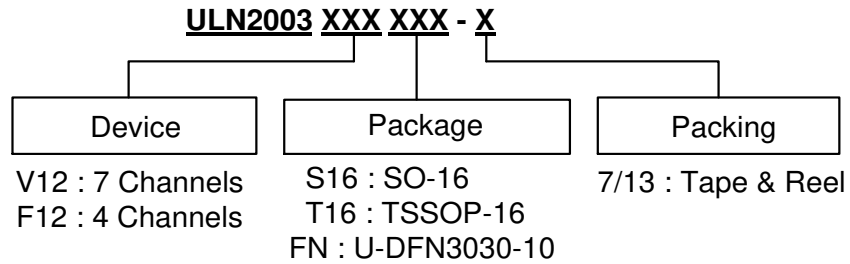 ULN2003 XXX XXX - X
Device
Package
Packing
V12 : 7 Channels
F12 : 4 Channels
S16 : SO-16
T16 : TSSOP-16
FN : U-DFN3030-10
7/13 : Tape & Reel